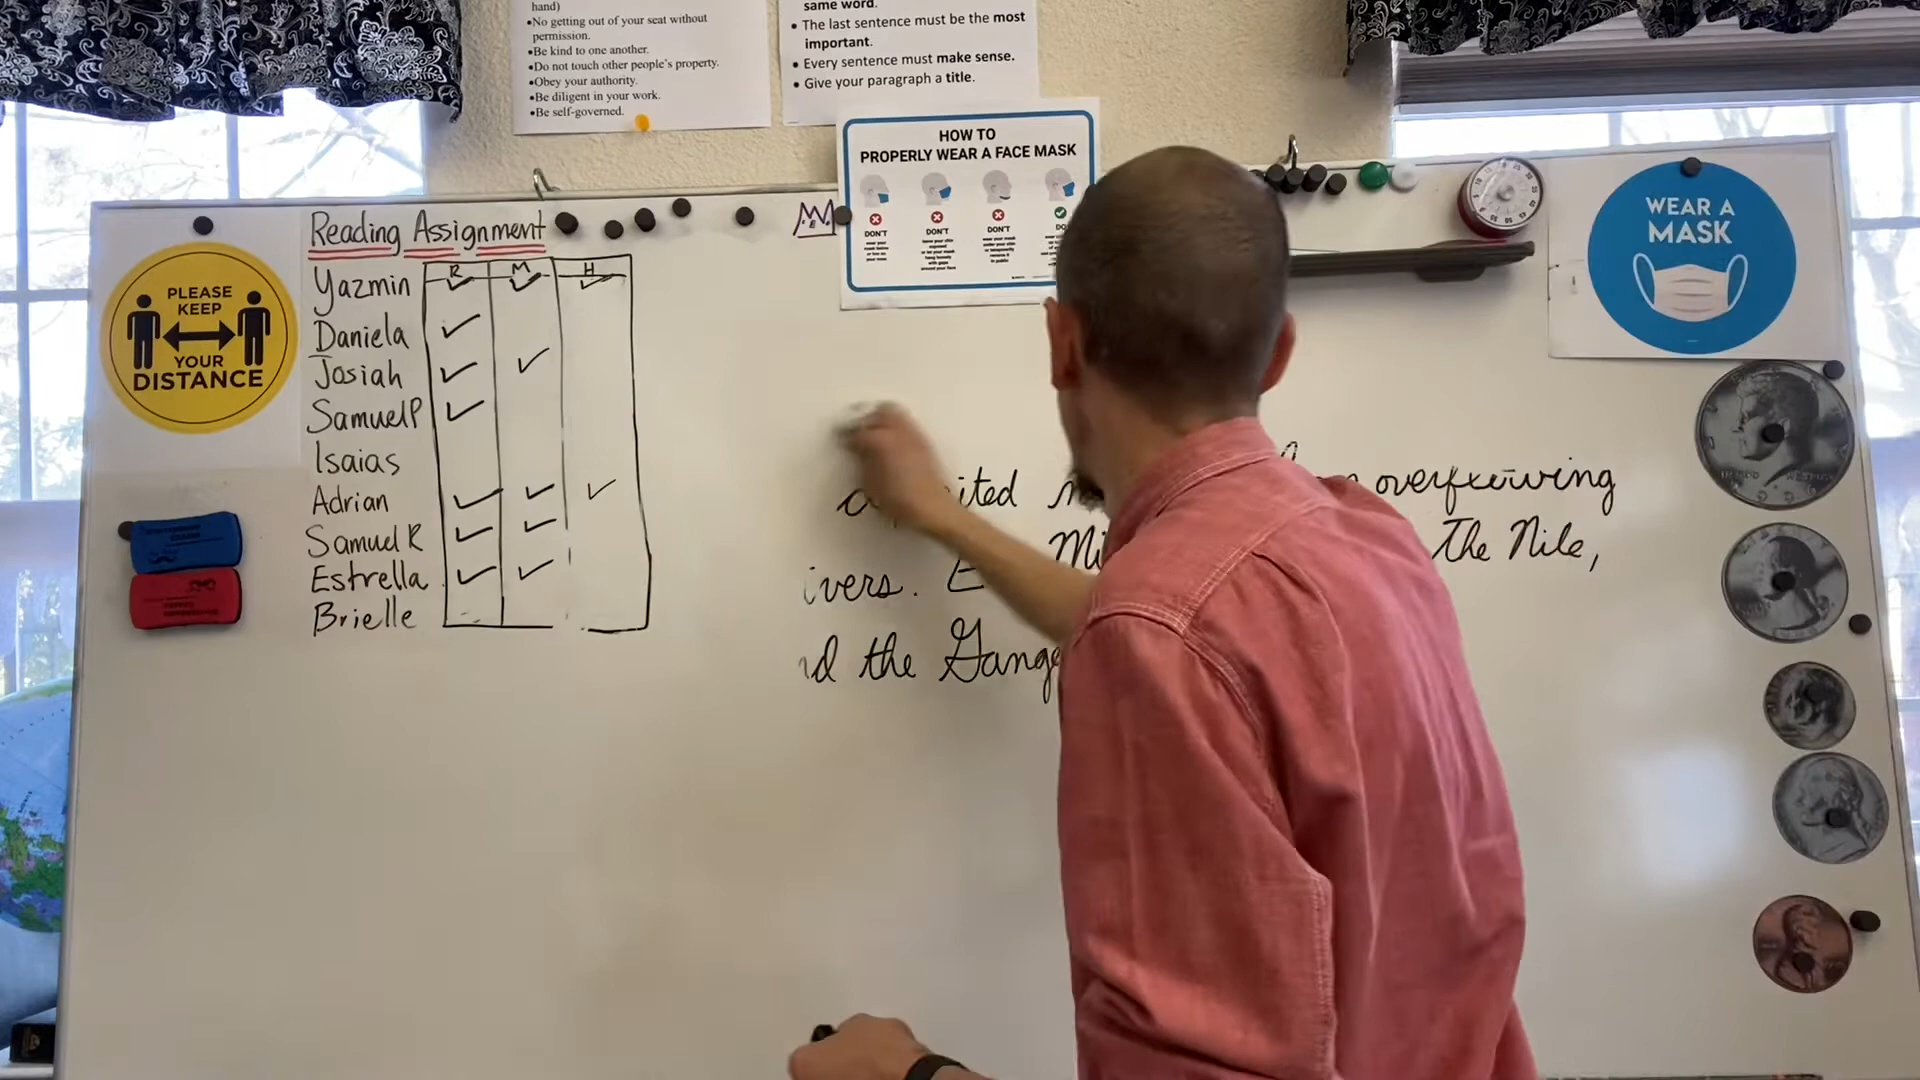 hand)
•No getting out of your seat without
permission.
•Be kind to one another.
•Do not touch other people's property.
•Obey your authority.
•Be diligent in your work.
•Be self-governed.
same word.
• The last sentence must be the most
important.
• Every sentence must make sense.
• Give your paragraph a title.
HOW TO
PROPERLY WEAR A FACE MASK
DON'T
DON'T
DON'T
DO
WEAR A
MASK
PLEASE
KEEP
YOUR
DISTANCE
Reading Assignment
R M H
Yazmin
Daniela
Josiah
Samuel P
Isaias
Adrian
Samuel R
Estrella
Brielle
overflowing
ivers. The Nile,
the Gange